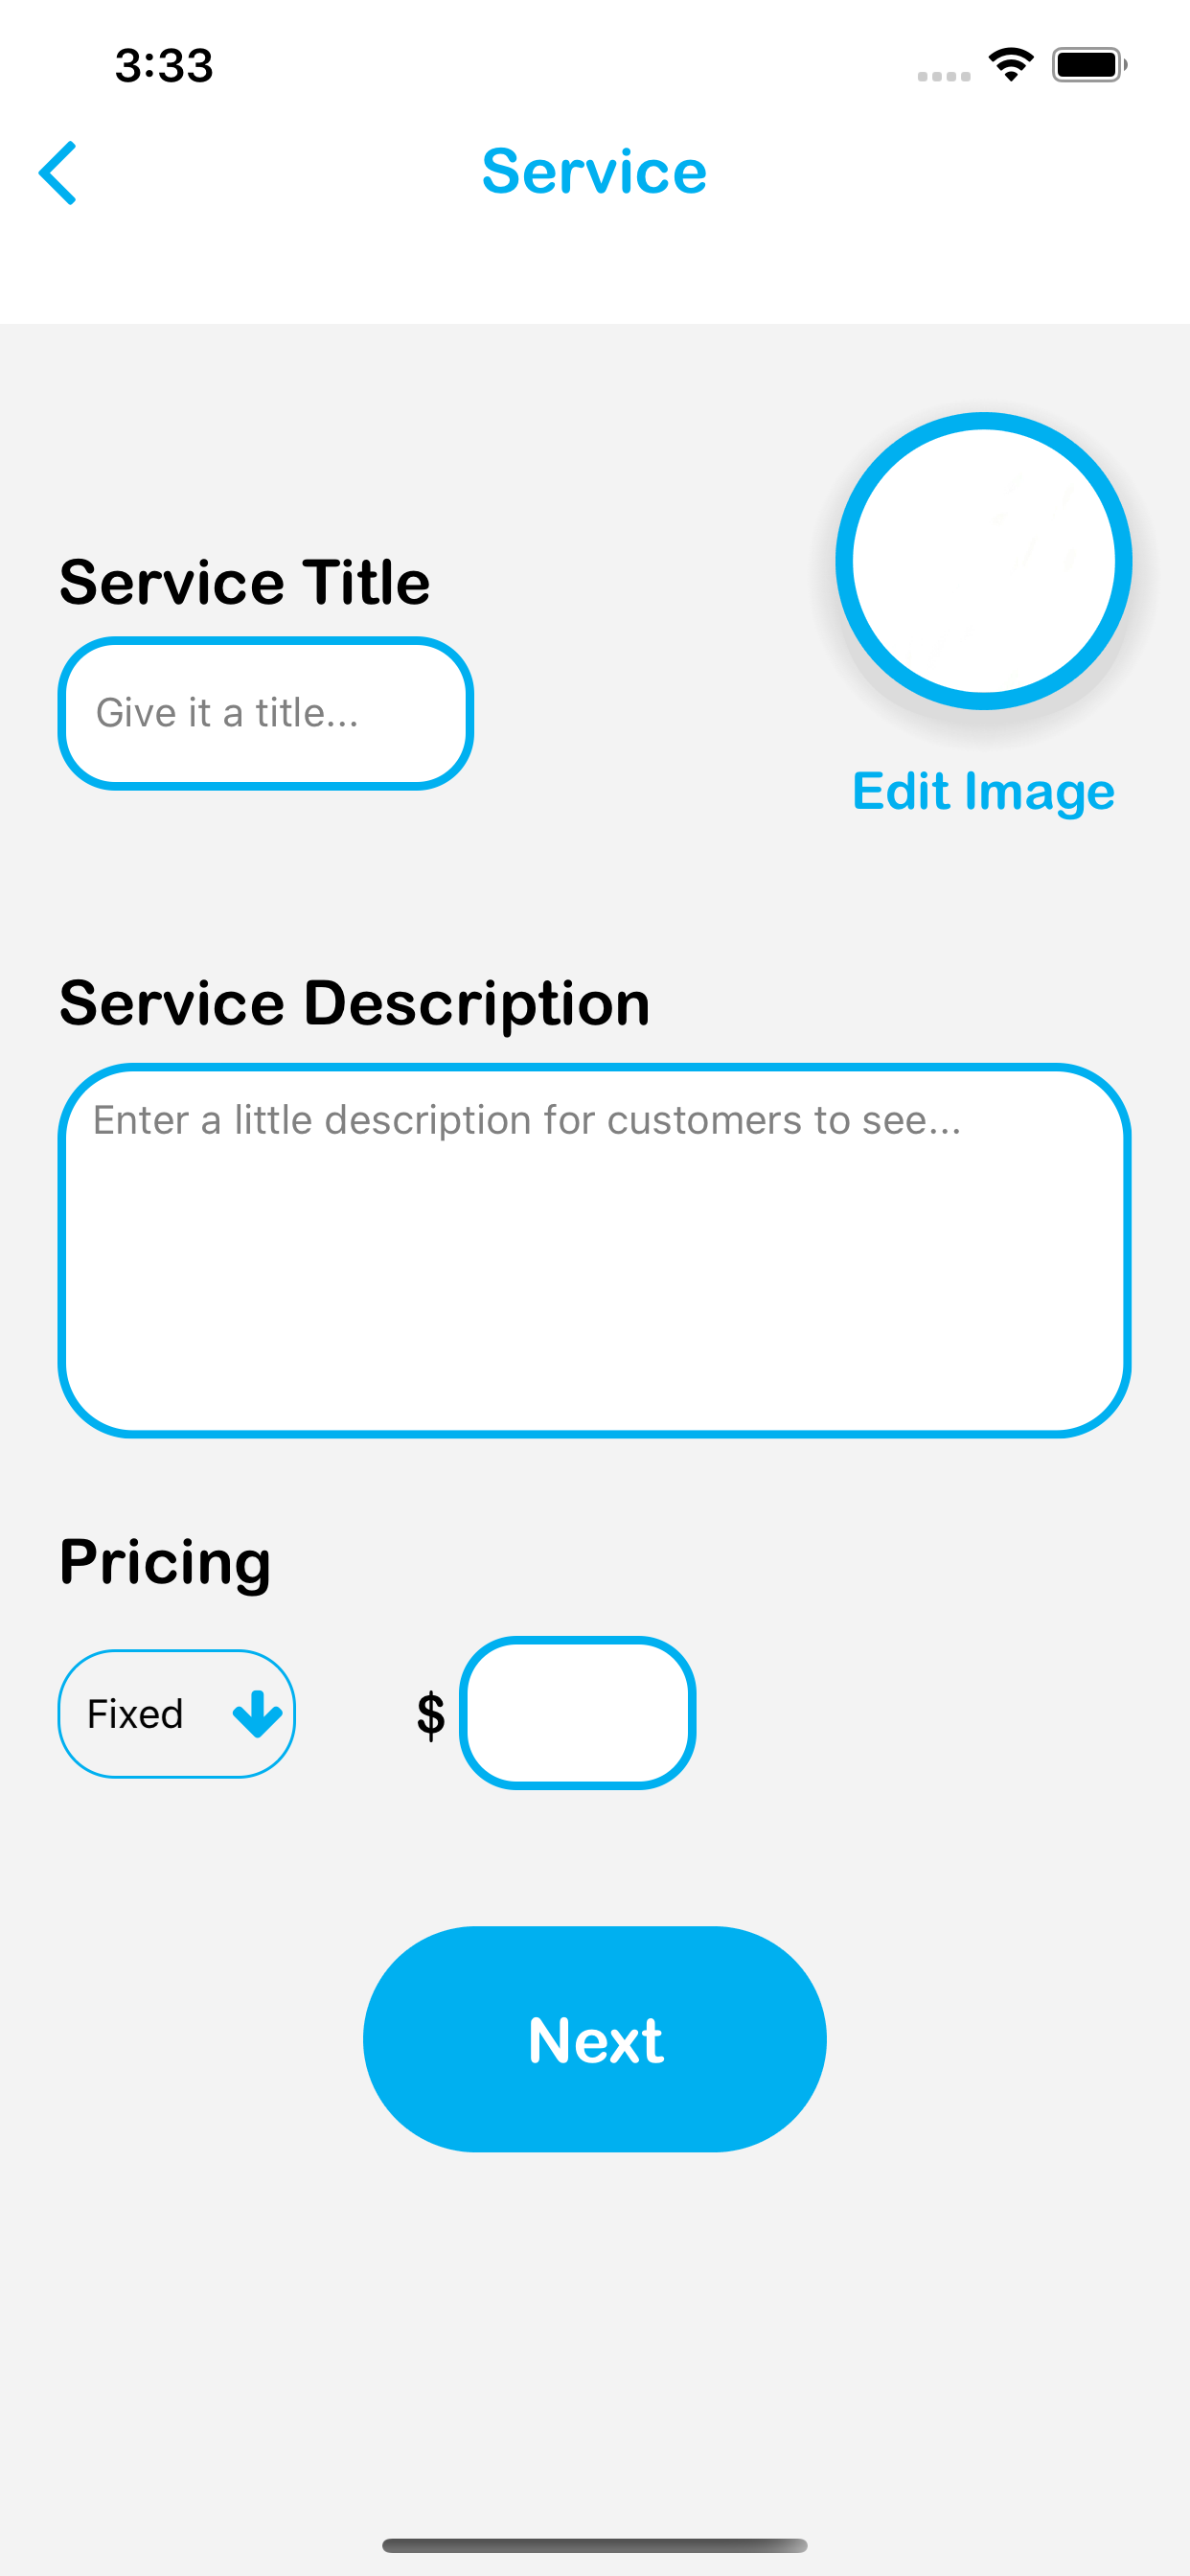 3:33
Service
Service Title
Give it a title...
Edit Image
Service Description
Enter a little description for customers to see...
Pricing
Fixed
$
Next